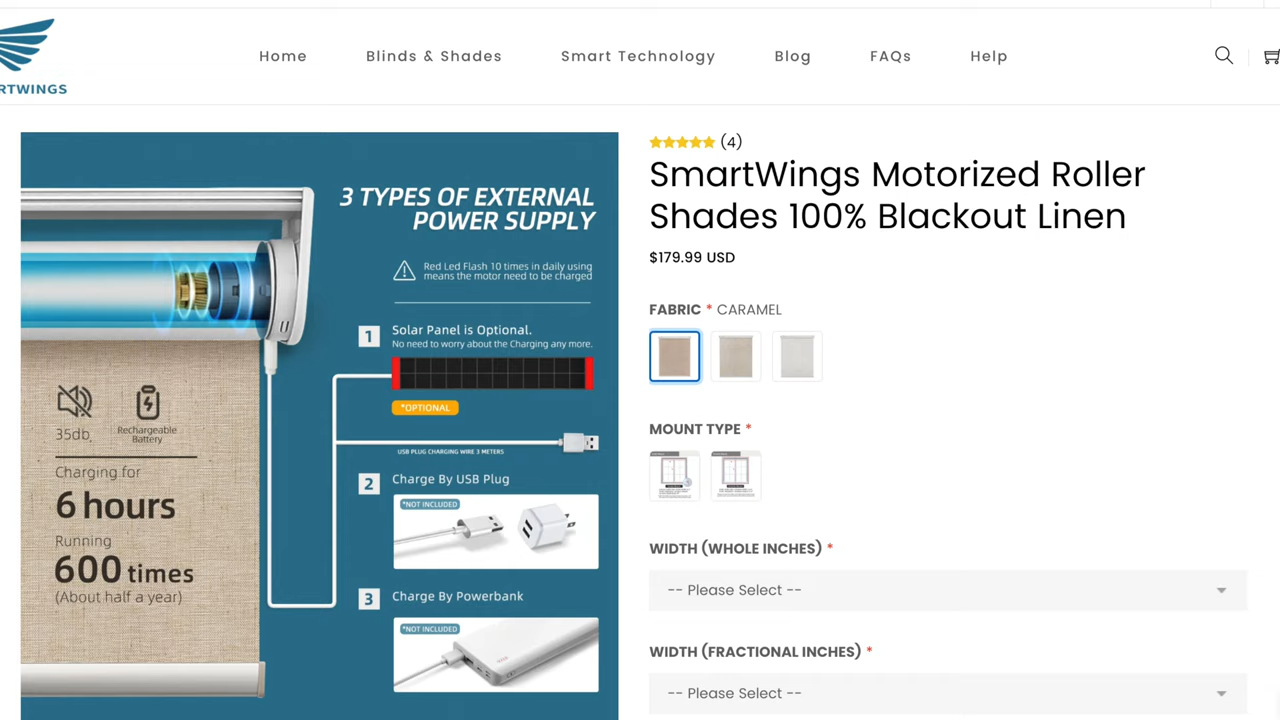 RTWINGS
Home
Blinds & Shades
Smart Technology
Blog
FAQs
Help
3 TYPES OF EXTERNAL
POWER SUPPLY
Red Led Flash 10 times in daily using
means the motor need to be charged
1
Solar Panel is Optional.
No need to worry about the Charging any more.
*OPTIONAL
USB PLUG CHARGING WIRE 3 METERS
2
Charge By USB Plug
*NOT INCLUDED
3
Charge By Powerbank
*NOT INCLUDED
35db
Rechargeable
Battery
Charging for
6 hours
Running
600 times
(About half a year)
(4)
SmartWings Motorized Roller
Shades 100% Blackout Linen
$179.99 USD
FABRIC * CARAMEL
MOUNT TYPE *
WIDTH (WHOLE INCHES) *
-- Please Select --
WIDTH (FRACTIONAL INCHES) *
-- Please Select --